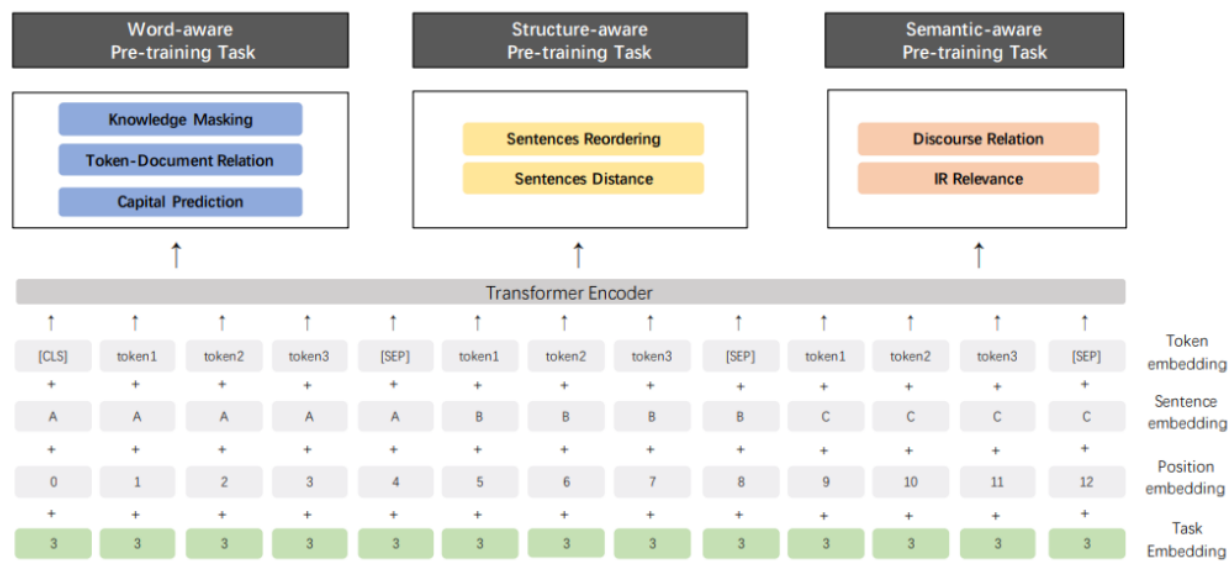 Word-aware
Pre-training Task
Structure-aware
Pre-training Task
Semantic-aware
Pre-training Task
Knowledge Masking
Token-Document Relation
Capital Prediction
Sentences Reordering
Sentences Distance
Discourse Relation
IR Relevance
↑ ↑ ↑
Transformer Encoder
↑ ↑ ↑ ↑ ↑ ↑ ↑ ↑ ↑ ↑ ↑ ↑ ↑
[CLS] token1 token2 token3 [SEP] token1 token2 token3 [SEP] token1 token2 token3 [SEP]
Token
embedding
+ + + + + + + + + + + + +
A A A A A B B B B C C C C
Sentence
embedding
+ + + + + + + + + + + + +
0 1 2 3 4 5 6 7 8 9 10 11 12
Position
embedding
+ + + + + + + + + + + + +
3 3 3 3 3 3 3 3 3 3 3 3 3
Task
Embedding